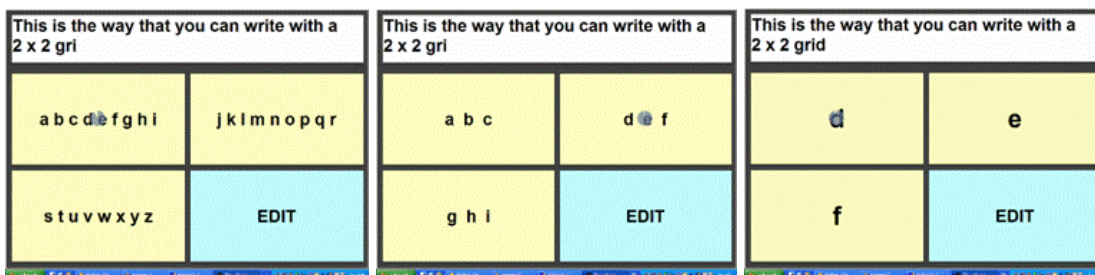 This is the way that you can write with a
2 x 2 gri
a b c d e f g h i
j k l m n o p q r
s t u v w x y z
EDIT
This is the way that you can write with a
2 x 2 gri
a b c
d e f
g h i
EDIT
This is the way that you can write with a
2 x 2 grid
d
e
f
EDIT